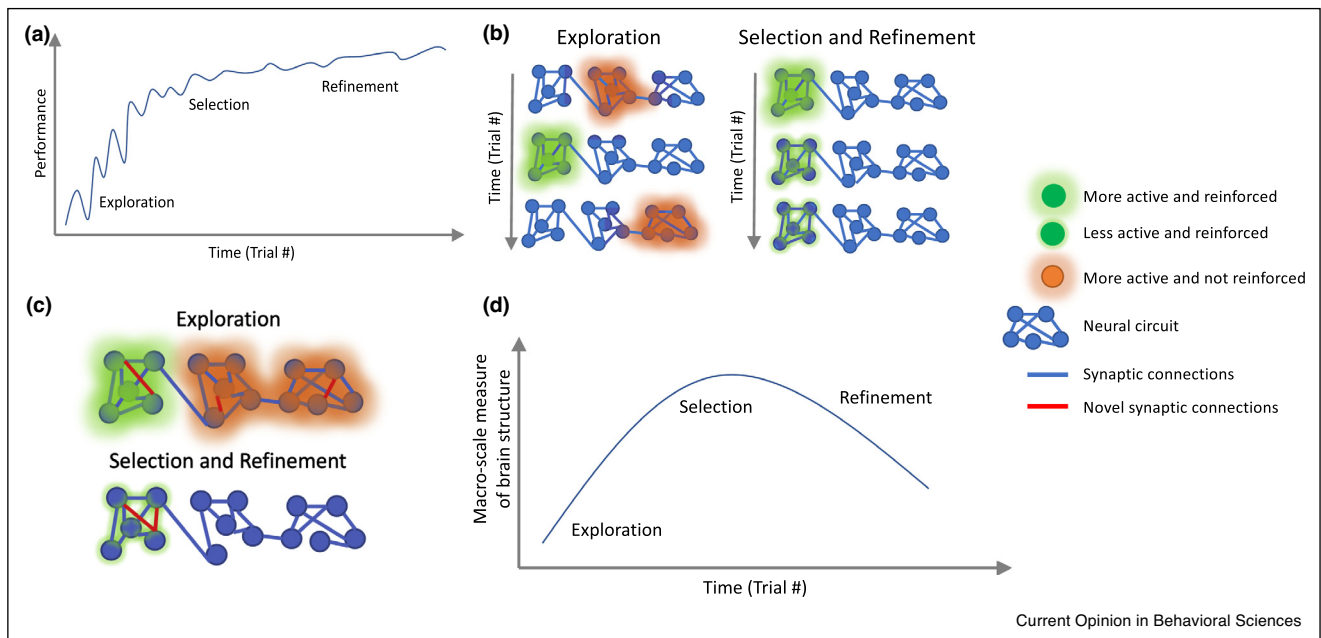 (a)
Performance
Exploration
Selection
Refinement
Time (Trial #)
(b)
Exploration
Time (Trial #)
Selection and Refinement
Time (Trial #)
(c)
Exploration
Selection and Refinement
(d)
Macro-scale measure
of brain structure
Exploration
Selection
Refinement
Time (Trial #)
More active and reinforced
Less active and reinforced
More active and not reinforced
Neural circuit
Synaptic connections
Novel synaptic connections
Current Opinion in Behavioral Sciences